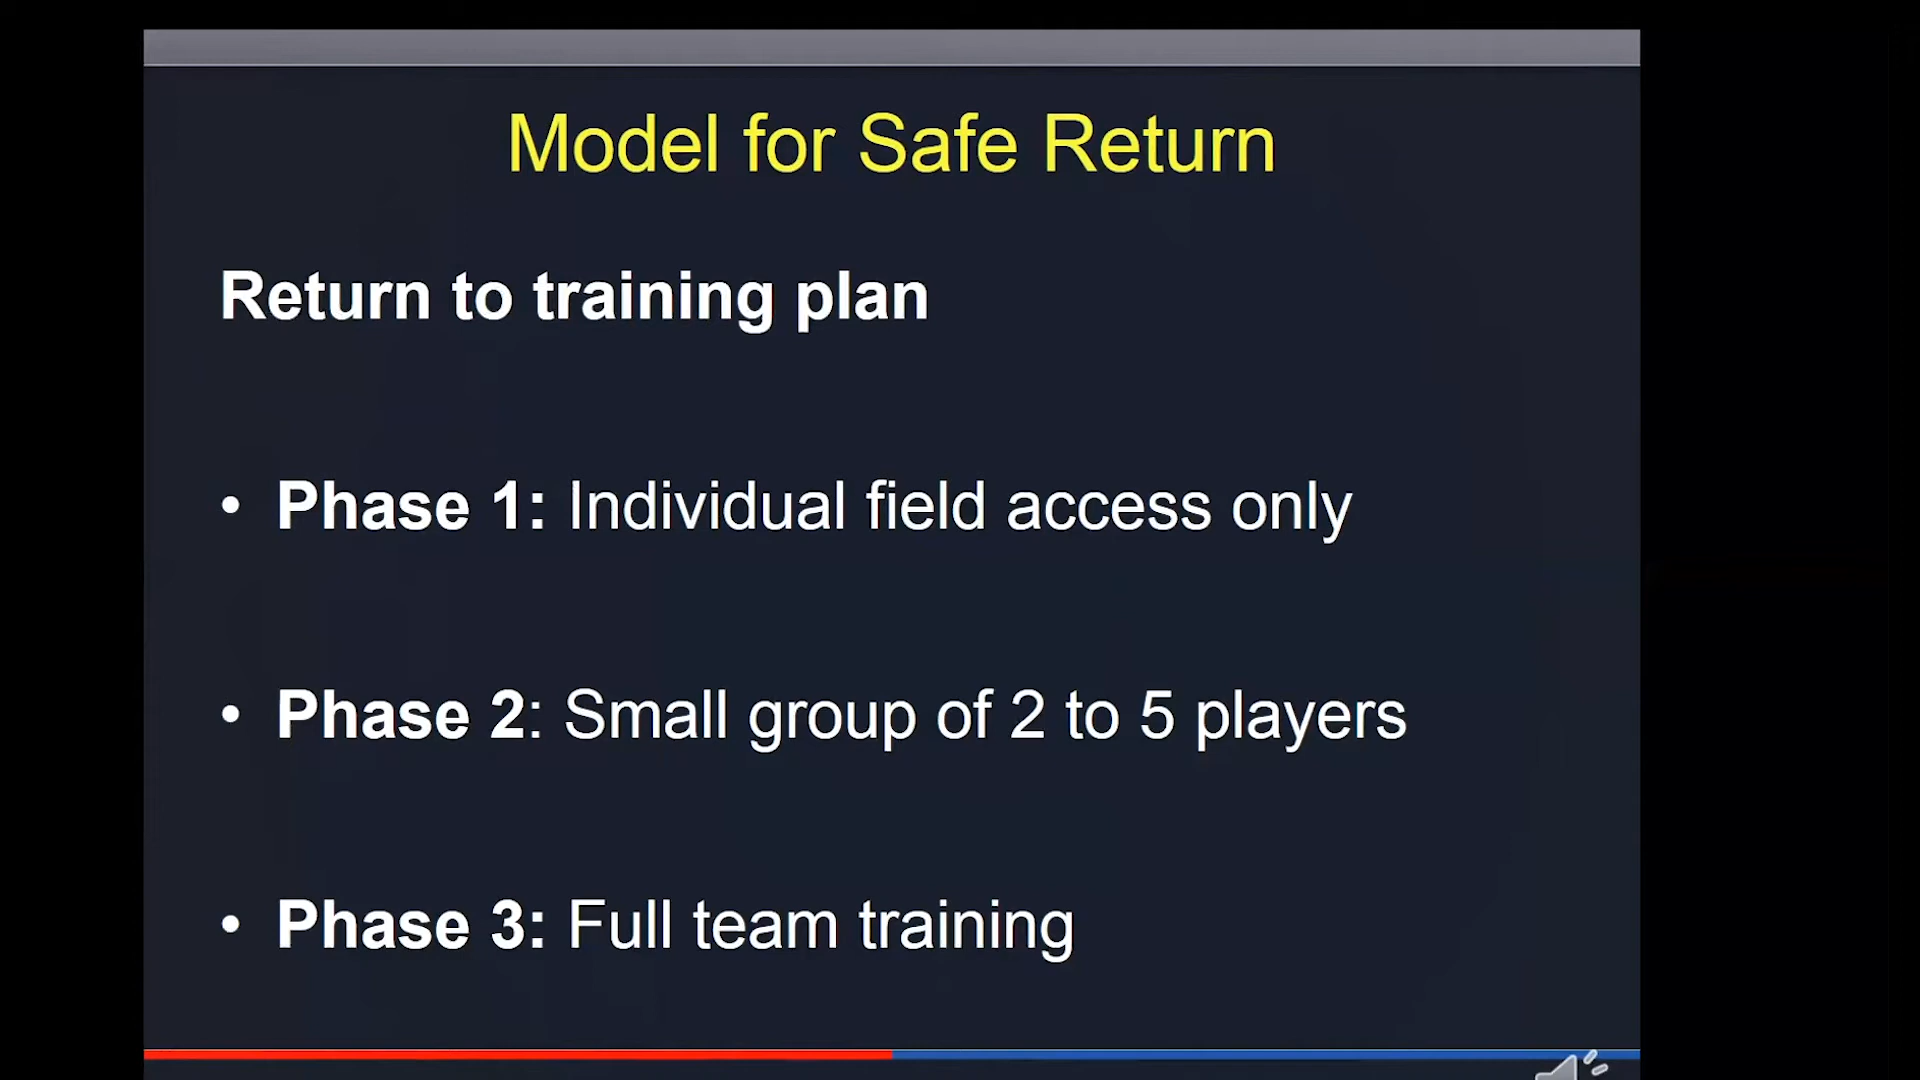 Model for Safe Return
Return to training plan
• Phase 1: Individual field access only
• Phase 2: Small group of 2 to 5 players
• Phase 3: Full team training